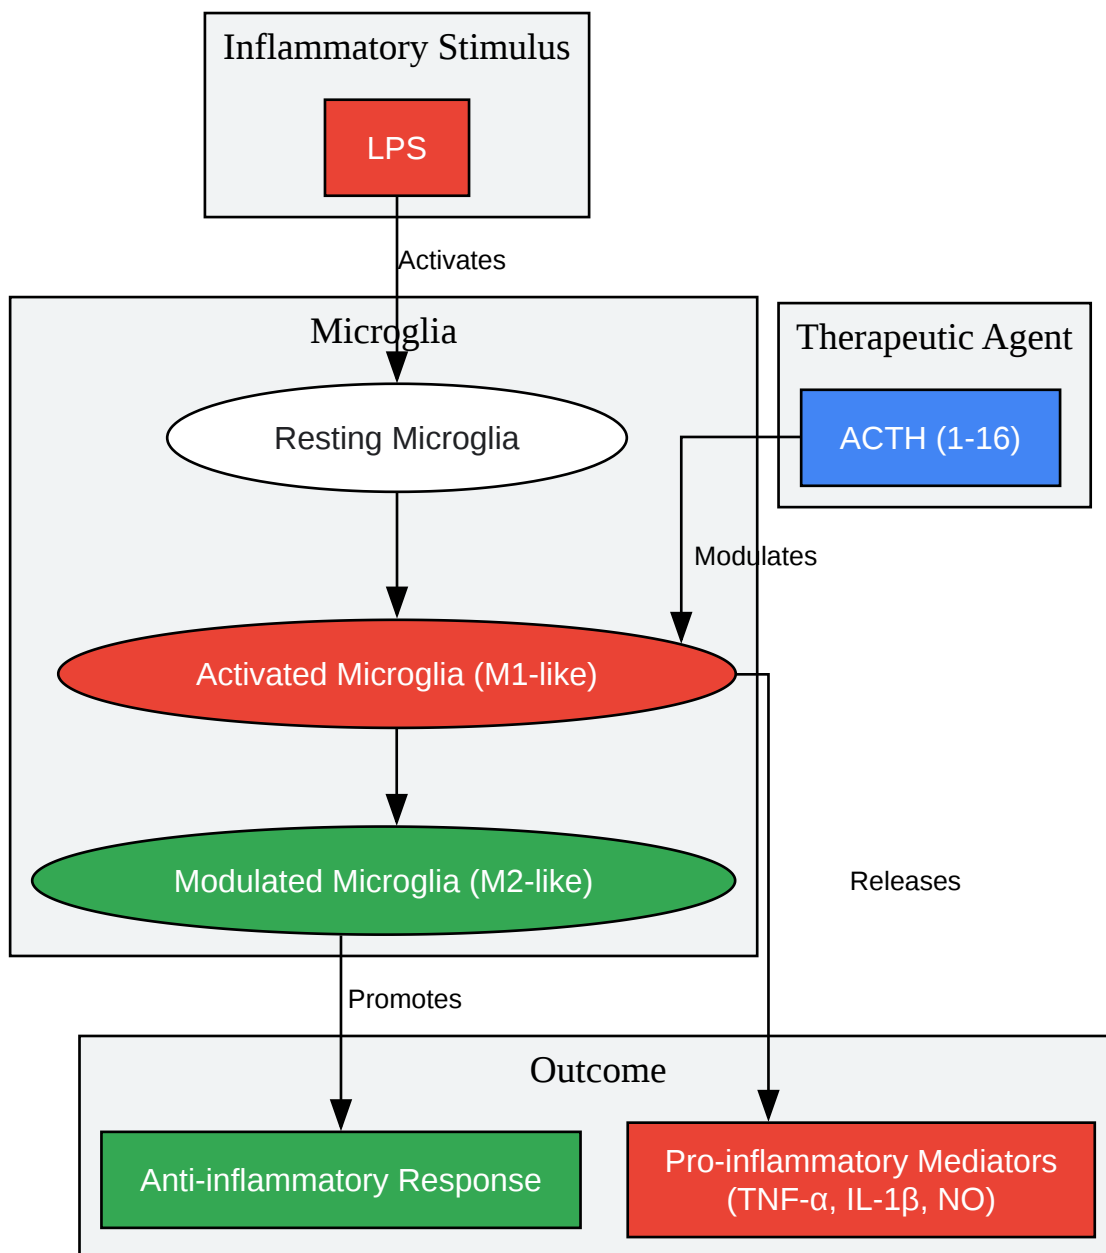 Inflammatory Stimulus
LPS
Activates
Microglia
Therapeutic Agent
Resting Microglia
ACTH (1-16)
Modulates
Activated Microglia (M1-like)
Modulated Microglia (M2-like)
Releases
Promotes
Outcome
Anti-inflammatory Response
Pro-inflammatory Mediators
(TNF-α, IL-1β, NO)